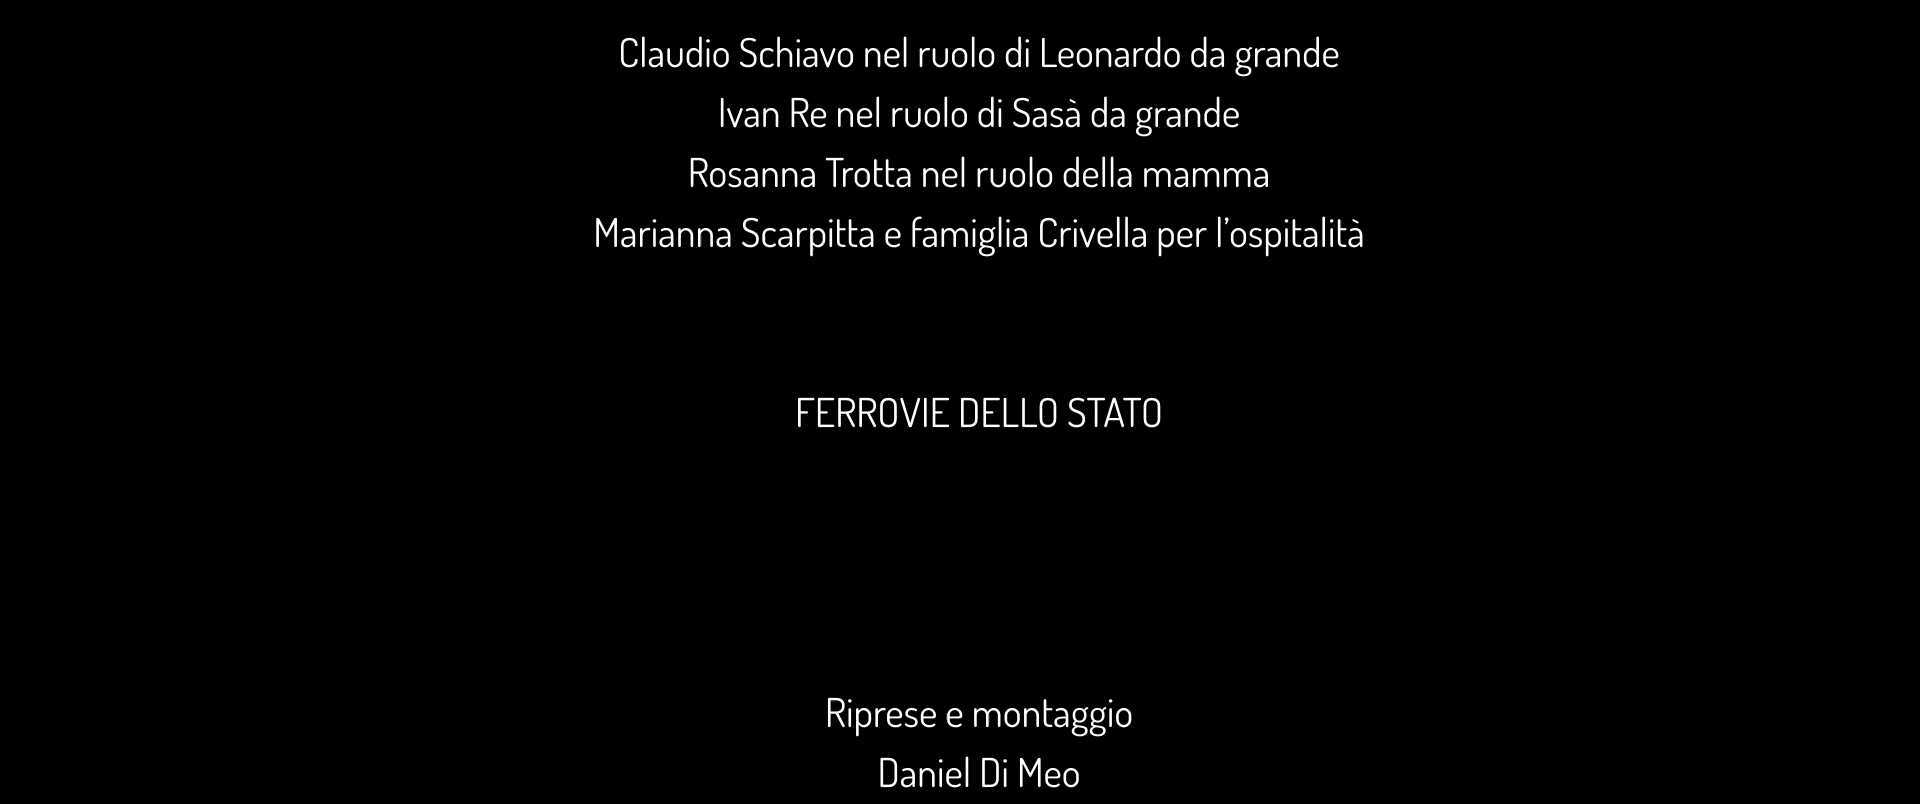 Claudio Schiavo nel ruolo di Leonardo da grande
Ivan Re nel ruolo di Sasà da grande
Rosanna Trotta nel ruolo della mamma
Marianna Scarpitta e famiglia Crivella per l’ospitalità
FERROVIE DELLO STATO
Riprese e montaggio
Daniel Di Meo